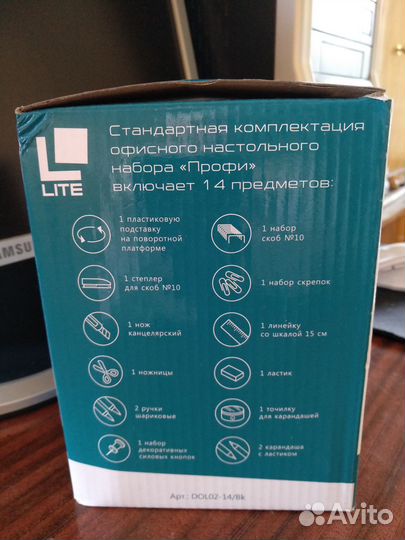 LITE
Стандартная комплектация
офисного настольного
набора «Профи»
включает 14 предметов:
1 пластиковую
подставку
на поворотной
платформе
1 степлер
для скоб №10
1 нож
канцелярский
1 ножницы
2 ручки
шариковые
1 набор
декоративных
силовых кнопок
1 набор
скоб №10
1 набор скрепок
1 линейку
со шкалой 15 см
1 ластик
1 точилку
для карандашей
2 карандаша
с ластиком
Арт.: DOL02-14/Bk
AMSU
Avito